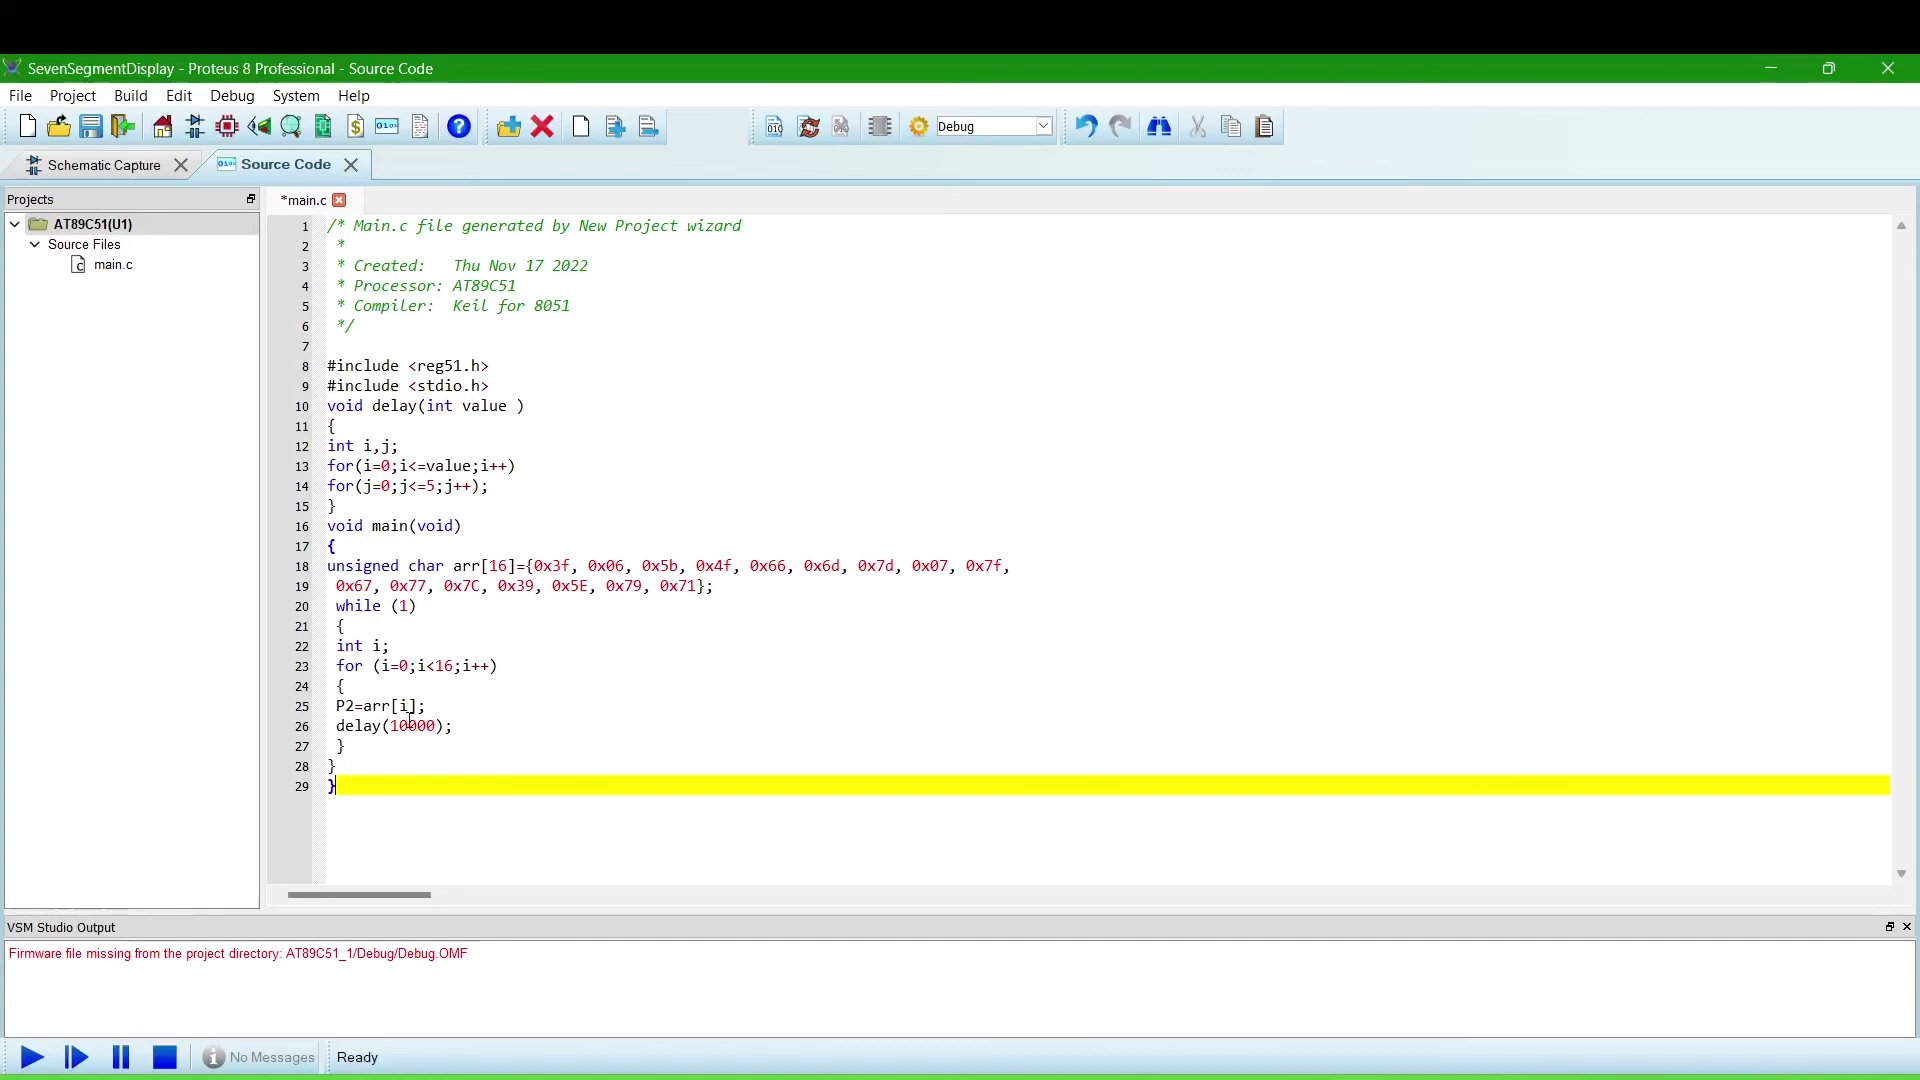 SevenSegmentDisplay - Proteus 8 Professional - Source Code
File Project Build Edit Debug System Help
Debug
Schematic Capture
Source Code
Projects
AT89C51(U1)
Source Files
main.c
*main.c
1 /* Main.c file generated by New Project wizard
2 *
3 * Created: Thu Nov 17 2022
4 * Processor: AT89C51
5 * Compiler: Keil for 8051
6 */
7
8 #include <reg51.h>
9 #include <stdio.h>
10 void delay(int value )
11 {
12 int i,j;
13 for(i=0;i<=value;i++)
14 for(j=0;j<=5;j++);
15 }
16 void main(void)
17 {
18 unsigned char arr[16]={0x3f, 0x06, 0x5b, 0x4f, 0x66, 0x6d, 0x7d, 0x07, 0x7f,
19 0x67, 0x77, 0x7C, 0x39, 0x5E, 0x79, 0x71};
20 while (1)
21 {
22 int i;
23 for (i=0;i<16;i++)
24 {
25 P2=arr[i];
26 delay(10000);
27 }
28 }
29 }
VSM Studio Output
Firmware file missing from the project directory: AT89C51_1/Debug/Debug.OMF
No Messages
Ready